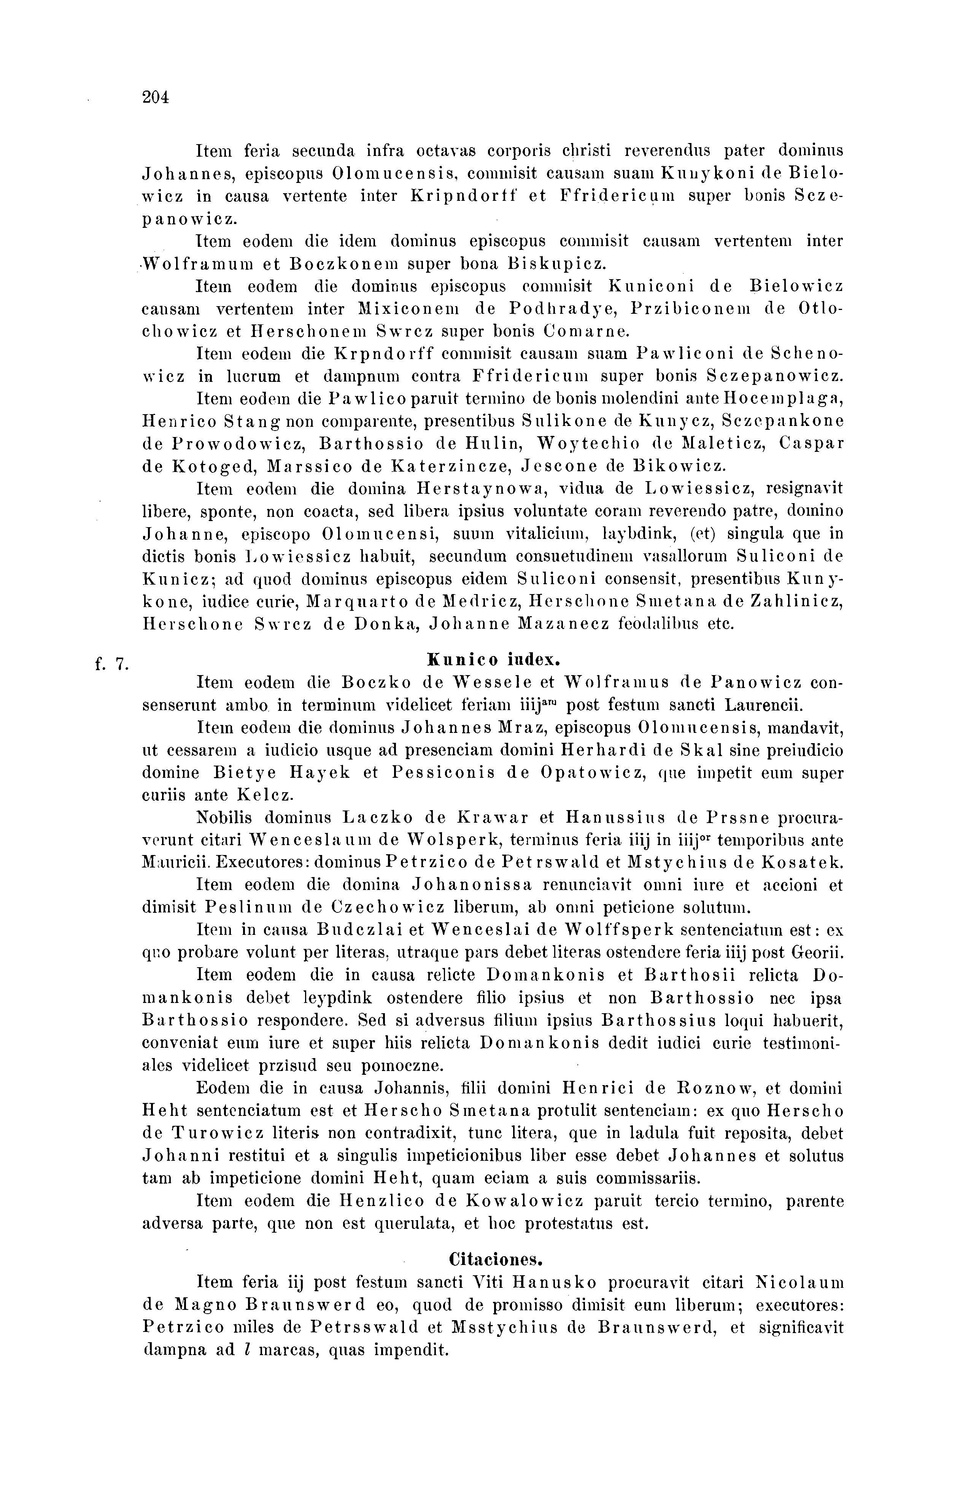 204
Item feria secunda infra octavas corporis christi reverendus pater dominus
Johannes, episcopus Olomucensis, commisit causam suam Kunykoni de Bielo-
wicz in causa vertente inter Kripndorff et Ffridericum super bonis Scze-
panowicz.
Item eodem die idem dominus episcopus commisit causam vertentem inter
Wolframum et Boczkonem super bona Biskupicz.
Item eodem die dominus episcopus commisit Kuniconi de Bielowicz
causam vertentem inter Mixiconem de Podhradye, Przibiconem de Otlo-
chowicz et Herschonem Swrcz super bonis Comarne.
Item eodem die Krpndorff commisit causam suam Pawliconi de Scheno-
wicz in lucrum et dampnum contra Ffridericum super bonis Sczepanowicz.
Item eodem die Pawlico paruit termino de bonis molendini ante Hocemplaga,
Henrico Stang non comparente, presentibus Sulikone de Kunycz, Sczepankone
de Prowodowicz, Barthossio de Hulin, Woytechio de Maleticz, Caspar
de Kotoged, Marssico de Katerzincze, Jescone de Bikowicz.
Item eodem die domina Herstaynowa, vidua de Lowiessicz, resignavit
libere, sponte, non coacta, sed libera ipsius voluntate coram reverendo patre, domino
Johanne, episcopo Olomucensi, suum vitalicium, laybdink, (et) singula que in
dictis bonis Lowiessicz habuit, secundum consuetudinem vasallorum Suliconi de
Kunicz; ad quod dominus episcopus eidem Suliconi consensit, presentibus Kuny-
kone, iudice curie, Marquarto de Medricz, Herschone Smetana de Zahlinicz,
Herschone Swrcz de Donka, Johanne Mazanecz feodalibus etc.
f. 7.
Kunico iudex.
Item eodem die Boczko de Wessele et Wolframus de Panowicz con-
senserunt ambo in terminum videlicet feriam iiijaru post festum sancti Laurencii.
Item eodem die dominus Johannes Mraz, episcopus Olomucensis, mandavit,
ut cessarem a iudicio usque ad presenciam domini Herhardi de Skal sine preiudicio
domine Bietye Hayek et Pessiconis de Opatowicz, que impetit eum super
curiis ante Kelcz.
Nobilis dominus Laczko de Krawar et Hanussius de Prssne procura-
verunt citari Wenceslaum de Wolsperk, terminus feria iiij in iiijor temporibus ante
Mauricii. Executores: dominus Petrzico de Petrswald et Mstychius de Kosatek.
Item eodem die domina Johanonissa renunciavit omni iure et accioni et
dimisit Peslinum de Czechowicz liberum, ab omni peticione solutum.
Item in causa Budczlai et Wenceslai de Wolffsperk sentenciatum est: ex
quo probare volunt per literas, utraque pars debet literas ostendere feria iiij post Georii.
Item eodem die in causa relicte Domankonis et Barthosii relicta Do-
mankonis debet leypdink ostendere filio ipsius et non Barthossio nec ipsa
Barthossio respondere. Sed si adversus filium ipsius Barthossius loqui habuerit,
conveniat eum iure et super hiis relicta Domankonis dedit iudici curie testimoni-
ales videlicet przisud seu pomoczne.
Eodem die in causa Johannis, filii domini Henrici de Roznow, et domini
Heht sentenciatum est et Herscho Smetana protulit sentenciam: ex quo Herscho
de Turowicz literis non contradixit, tunc litera, que in ladula fuit reposita, debet
Johanni restitui et a singulis impeticionibus liber esse debet Johannes et solutus
tam ab impeticione domini Heht, quam eciam a suis commissariis.
Item eodem die Henzlico de Kowalowicz paruit tercio termino, parente
adversa parte, que non est querulata, et hoc protestatus est.
Citaciones.
Item feria iij post festum sancti Viti Hanusko procuravit citari Nicolaum
de Magno Braunswerd eo, quod de promisso dimisit eum liberum; executores:
Petrzico miles de Petrsswald et Msstychius de Braunswerd, et significavit
dampna ad l marcas, quas impendit.